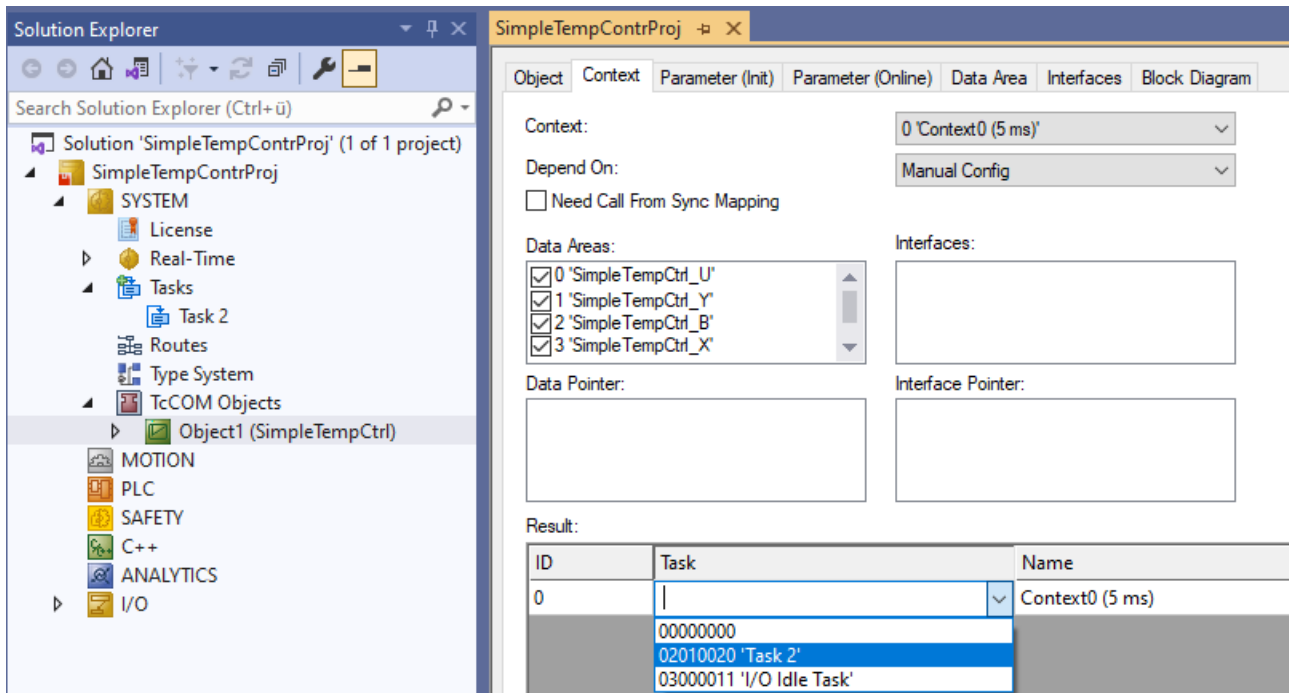 Solution Explorer
Search Solution Explorer (Ctrl+ü)
Solution 'SimpleTempContrProj' (1 of 1 project)
SimpleTempContrProj
SYSTEM
License
Real-Time
Tasks
Task 2
Routes
Type System
TcCOM Objects
Object1 (SimpleTempCtrl)
MOTION
PLC
SAFETY
C++
ANALYTICS
I/O
SimpleTempContrProj
Object Context Parameter (Init) Parameter (Online) Data Area Interfaces Block Diagram
Context: 0 'Context0 (5 ms)'
Depend On: Manual Config
Need Call From Sync Mapping
Data Areas: Interfaces:
0 'SimpleTempCtrl_U'
1 'SimpleTempCtrl_Y'
2 'SimpleTempCtrl_B'
3 'SimpleTempCtrl_X'
Data Pointer: Interface Pointer:
Result:
ID Task Name
0 Context0 (5 ms)
00000000
02010020 'Task 2'
03000011 'I/O Idle Task'